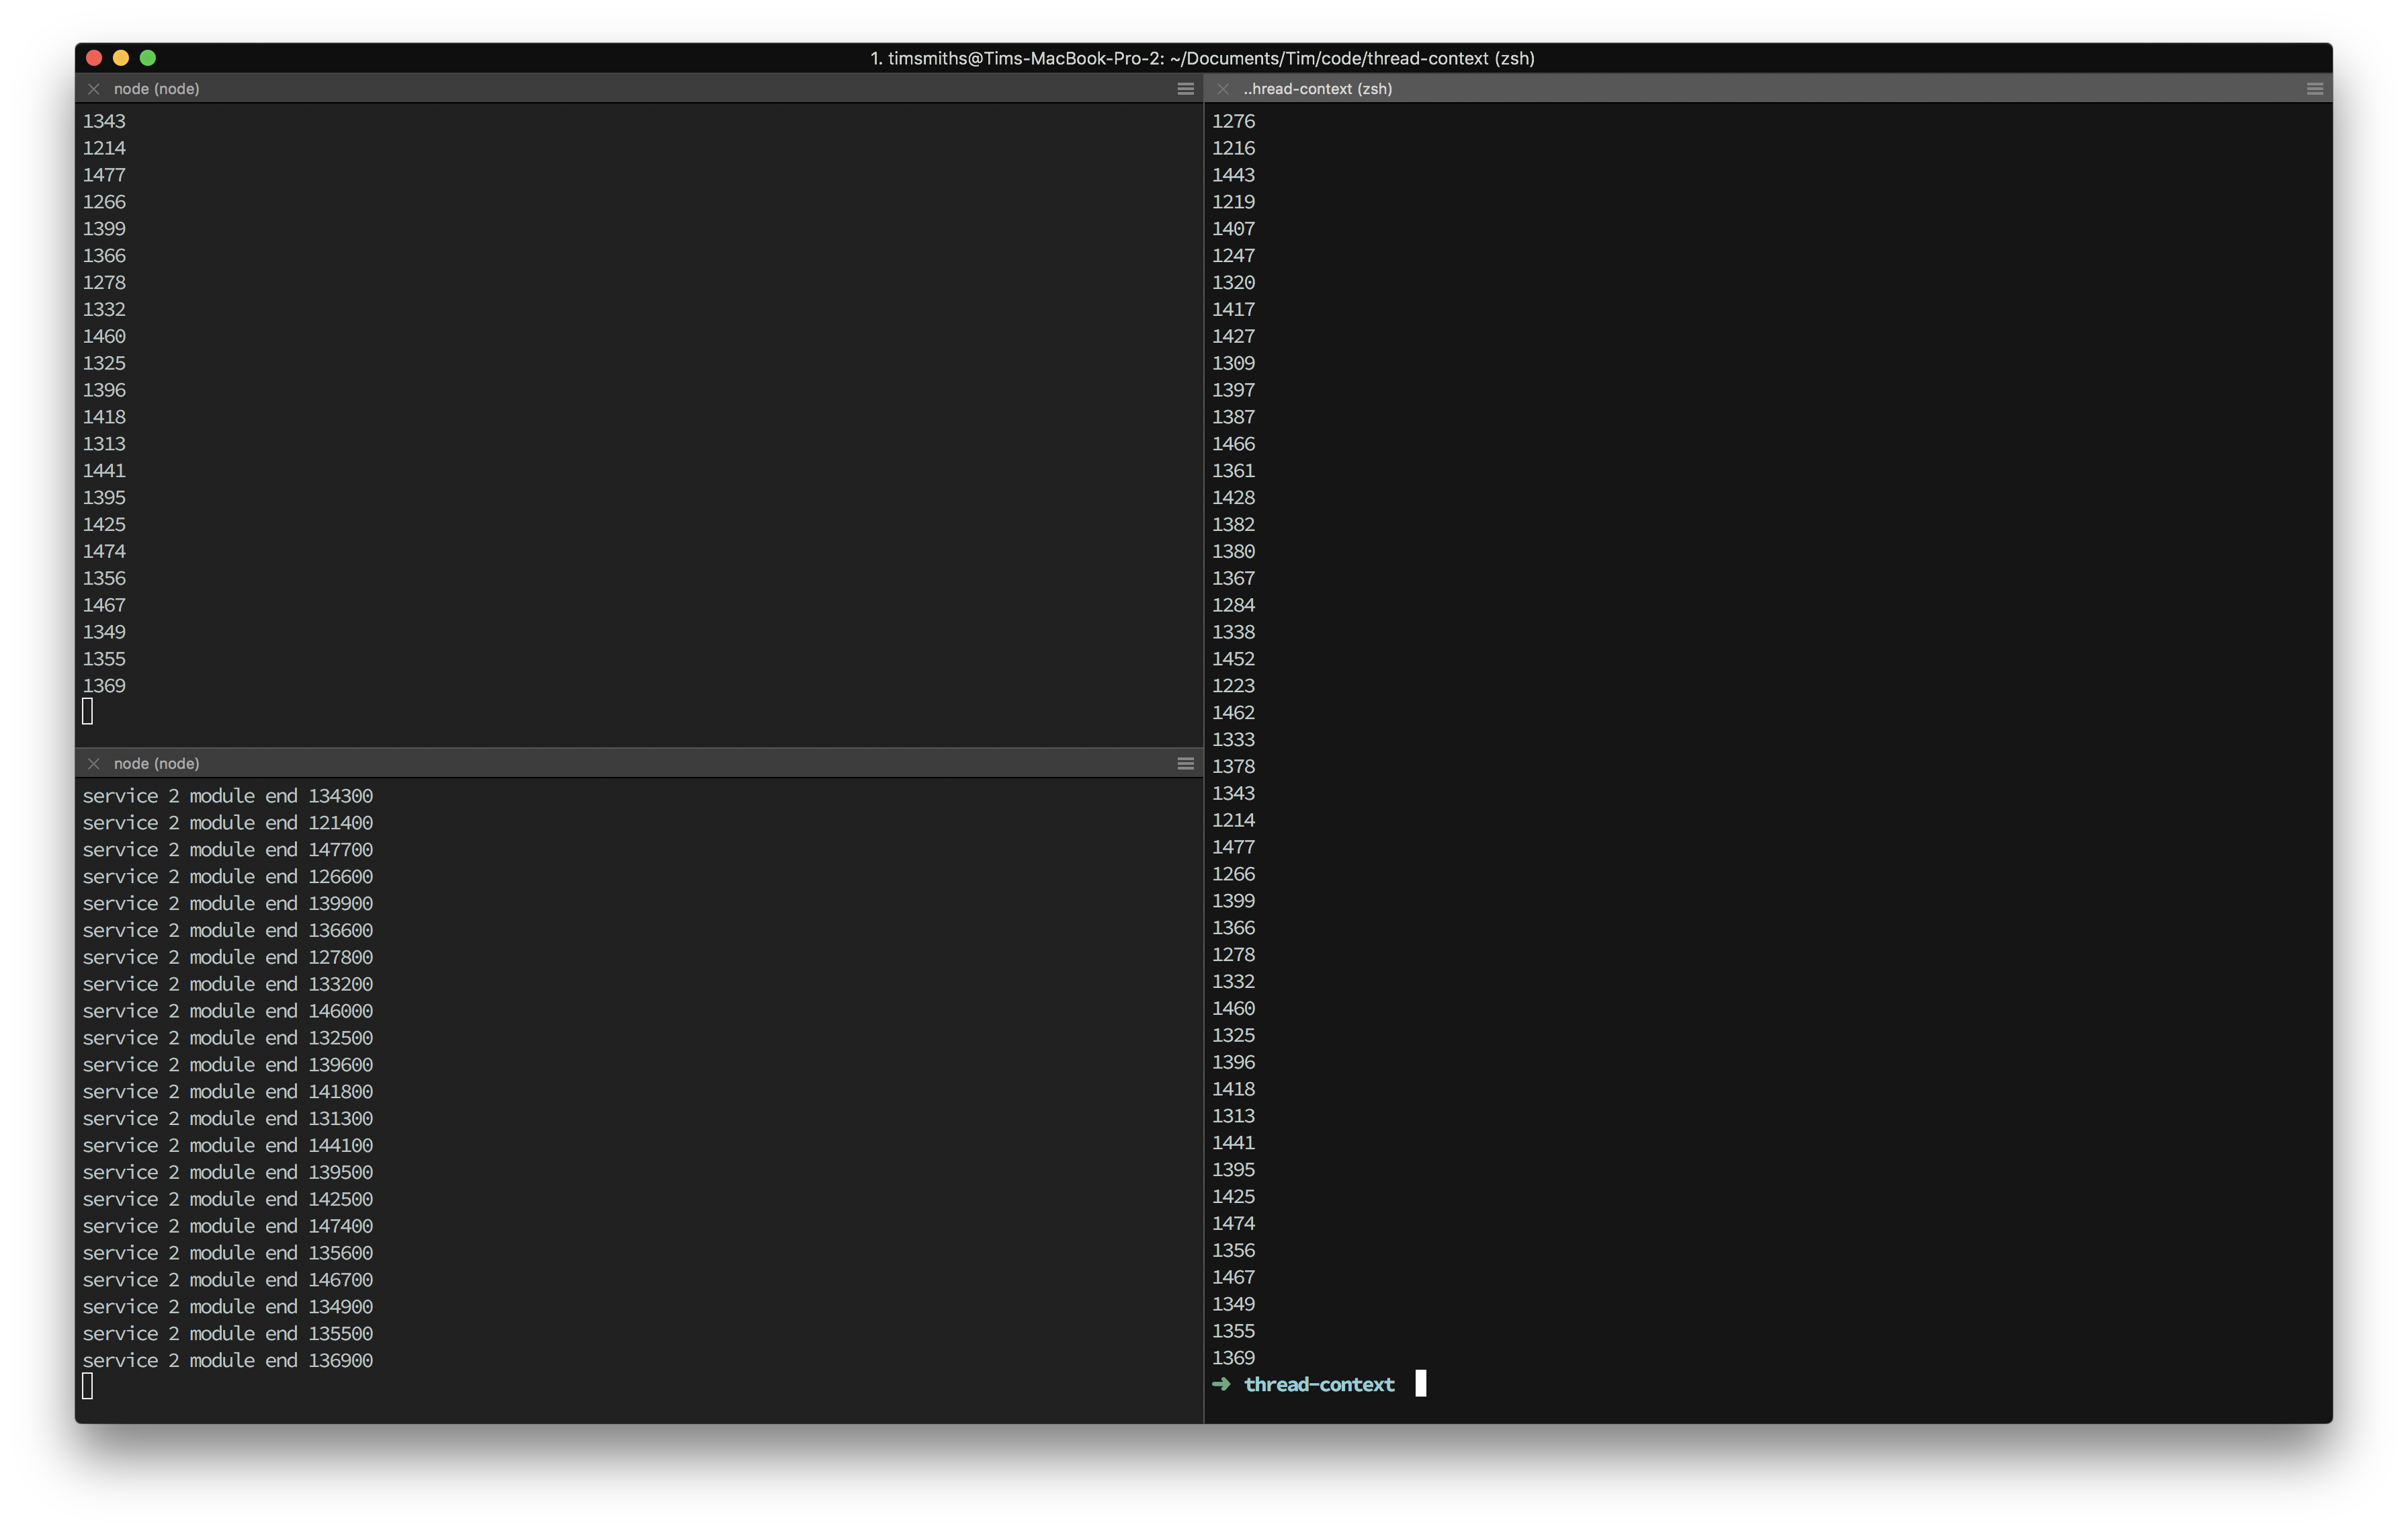 1. timsmiths@Tims-MacBook-Pro-2: ~/Documents/Tim/code/thread-context (zsh)
node (node)
1343
1214
1477
1266
1399
1366
1278
1332
1460
1325
1396
1418
1313
1441
1395
1425
1474
1356
1467
1349
1355
1369
node (node)
service 2 module end 134300
service 2 module end 121400
service 2 module end 147700
service 2 module end 126600
service 2 module end 139900
service 2 module end 136600
service 2 module end 127800
service 2 module end 133200
service 2 module end 146000
service 2 module end 132500
service 2 module end 139600
service 2 module end 141800
service 2 module end 131300
service 2 module end 144100
service 2 module end 139500
service 2 module end 142500
service 2 module end 147400
service 2 module end 135600
service 2 module end 146700
service 2 module end 134900
service 2 module end 135500
service 2 module end 136900
..hread-context (zsh)
1276
1216
1443
1219
1407
1247
1320
1417
1427
1309
1397
1387
1466
1361
1428
1382
1380
1367
1284
1338
1452
1223
1462
1333
1378
1343
1214
1477
1266
1399
1366
1278
1332
1460
1325
1396
1418
1313
1441
1395
1425
1474
1356
1467
1349
1355
1369
➜ thread-context